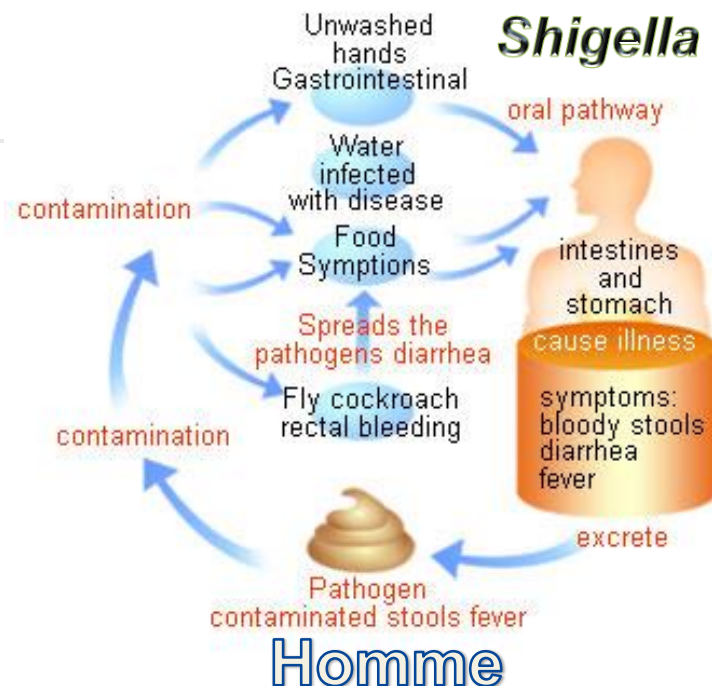 Shigella
Unwashed
hands
Gastrointestinal
oral pathway
Water
infected
with disease
contamination
Food
Symptions
intestines
and
stomach
Spreads the
pathogens diarrhea
cause illness
Fly cockroach
rectal bleeding
symptoms:
bloody stools
diarrhea
fever
contamination
excrete
Pathogen
contaminated stools fever
Homme